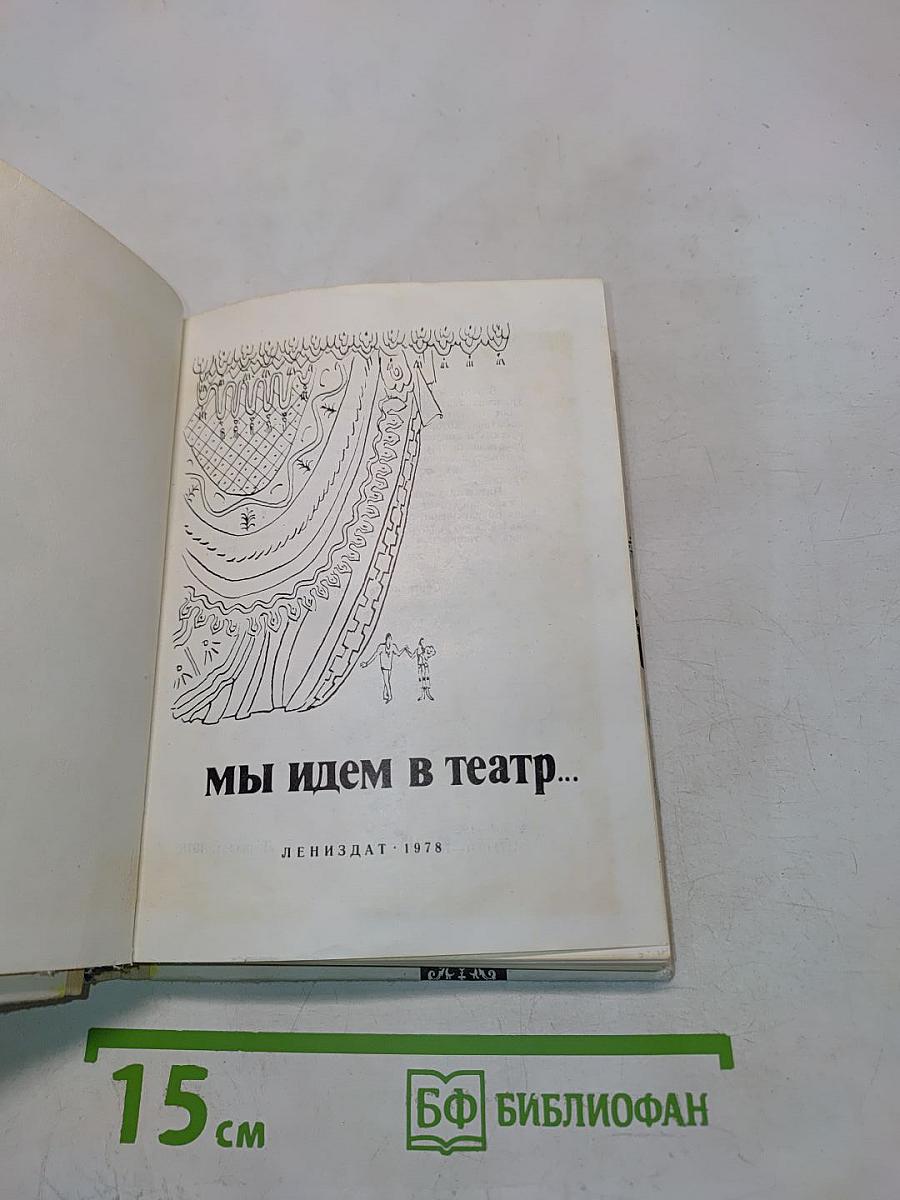 мы идем в театр...
ЛЕНИЗДАТ · 1978
15 см
БФ БИБЛИОФАН